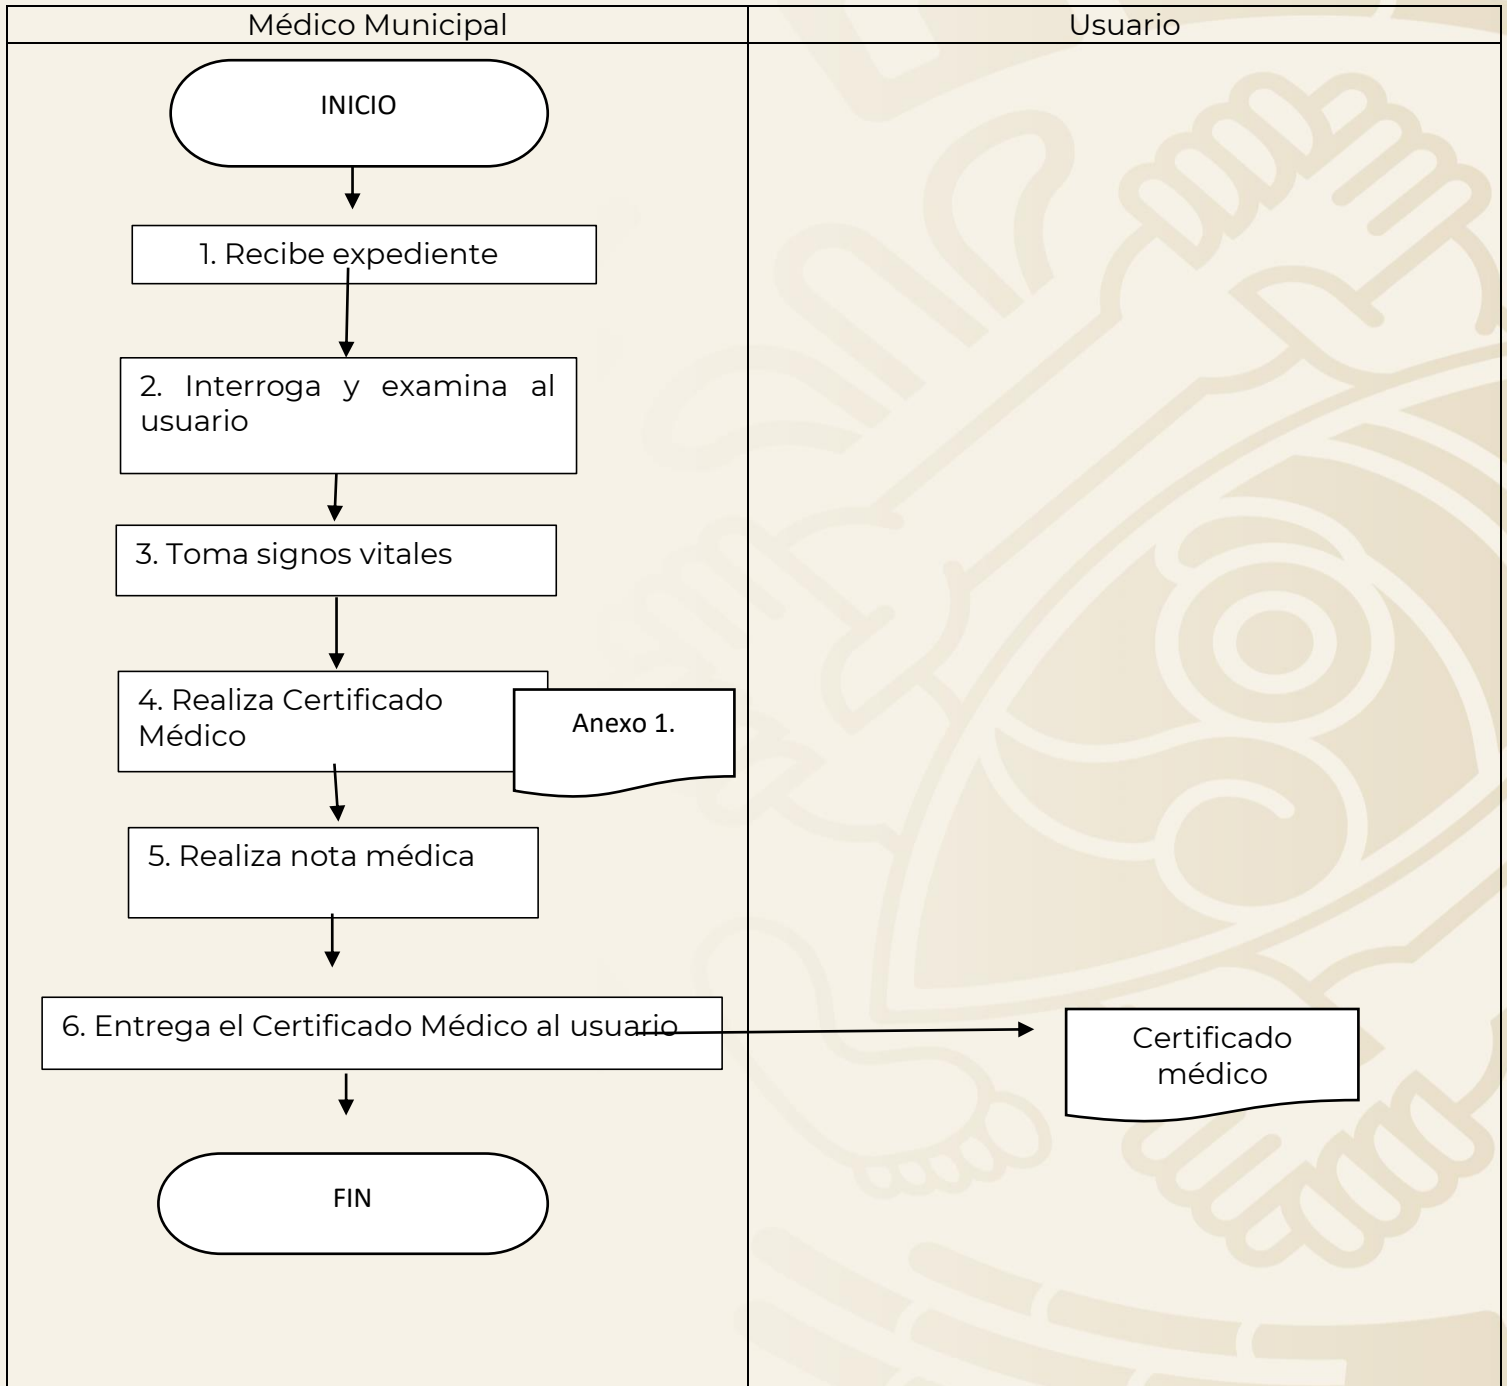 Médico Municipal
Usuario
INICIO
1. Recibe expediente
2. Interroga y examina al
usuario
3. Toma signos vitales
4. Realiza Certificado
Médico
Anexo 1.
5. Realiza nota médica
6. Entrega el Certificado Médico al usuario
Certificado
médico
FIN